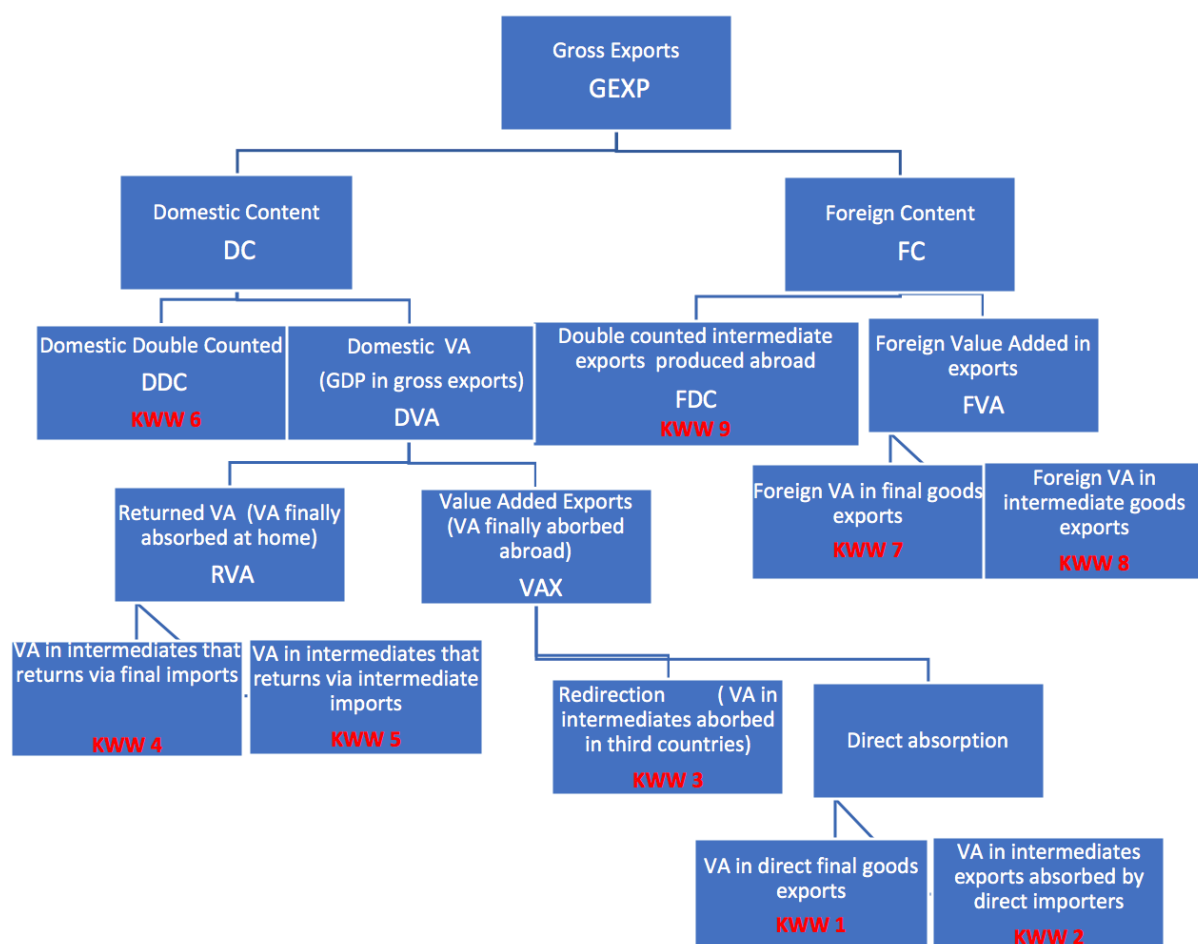 Gross Exports
GEXP
Domestic Content
DC
Foreign Content
FC
Domestic Double Counted
DDC
KWW 6
Domestic VA
(GDP in gross exports)
DVA
Double counted intermediate
exports produced abroad
FDC
KWW 9
Foreign Value Added in
exports
FVA
Returned VA (VA finally
absorbed at home)
RVA
Value Added Exports
(VA finally aborbed
abroad)
VAX
Foreign VA in final goods
exports
KWW 7
Foreign VA in
intermediate goods
exports
KWW 8
VA in intermediates that
returns via final imports
KWW 4
VA in intermediates that
returns via intermediate
imports
KWW 5
Redirection ( VA in
intermediates aborbed
in third countries)
KWW 3
Direct absorption
VA in direct final goods
exports
KWW 1
VA in intermediates
exports absorbed by
direct importers
KWW 2